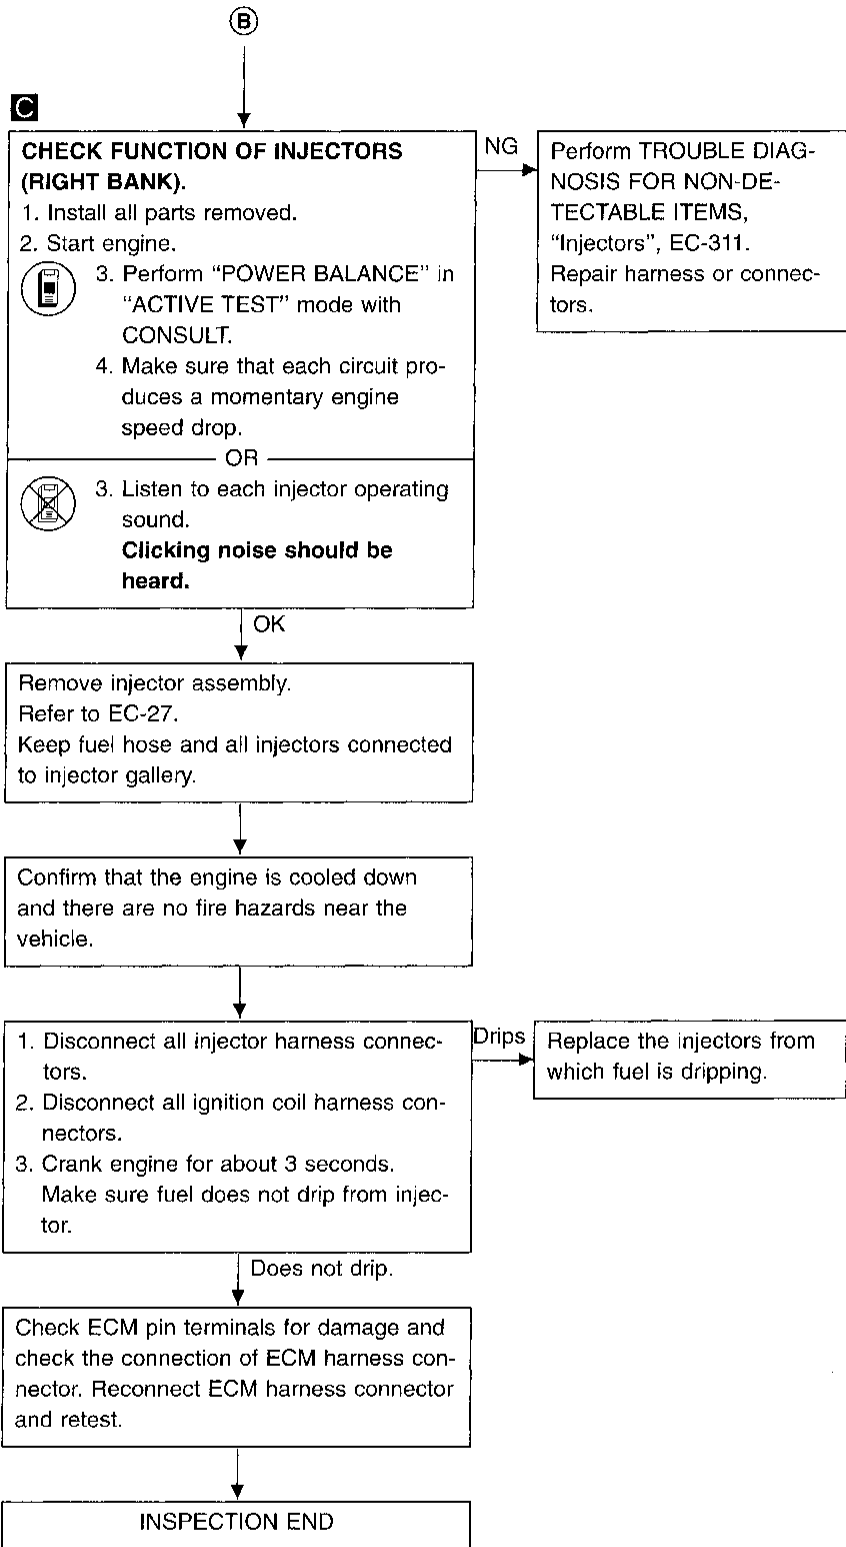 B
C
CHECK FUNCTION OF INJECTORS
(RIGHT BANK).
1. Install all parts removed.
2. Start engine.
3. Perform “POWER BALANCE” in
“ACTIVE TEST” mode with
CONSULT.
4. Make sure that each circuit pro-
duces a momentary engine
speed drop.
OR
3. Listen to each injector operating
sound.
Clicking noise should be
heard.
NG
Perform TROUBLE DIAG-
NOSIS FOR NON-DE-
TECTABLE ITEMS,
“Injectors”, EC-311.
Repair harness or connec-
tors.
OK
Remove injector assembly.
Refer to EC-27.
Keep fuel hose and all injectors connected
to injector gallery.
Confirm that the engine is cooled down
and there are no fire hazards near the
vehicle.
1. Disconnect all injector harness connec-
tors.
2. Disconnect all ignition coil harness con-
nectors.
3. Crank engine for about 3 seconds.
Make sure fuel does not drip from injec-
tor.
Drips
Replace the injectors from
which fuel is dripping.
Does not drip.
Check ECM pin terminals for damage and
check the connection of ECM harness con-
nector. Reconnect ECM harness connector
and retest.
INSPECTION END